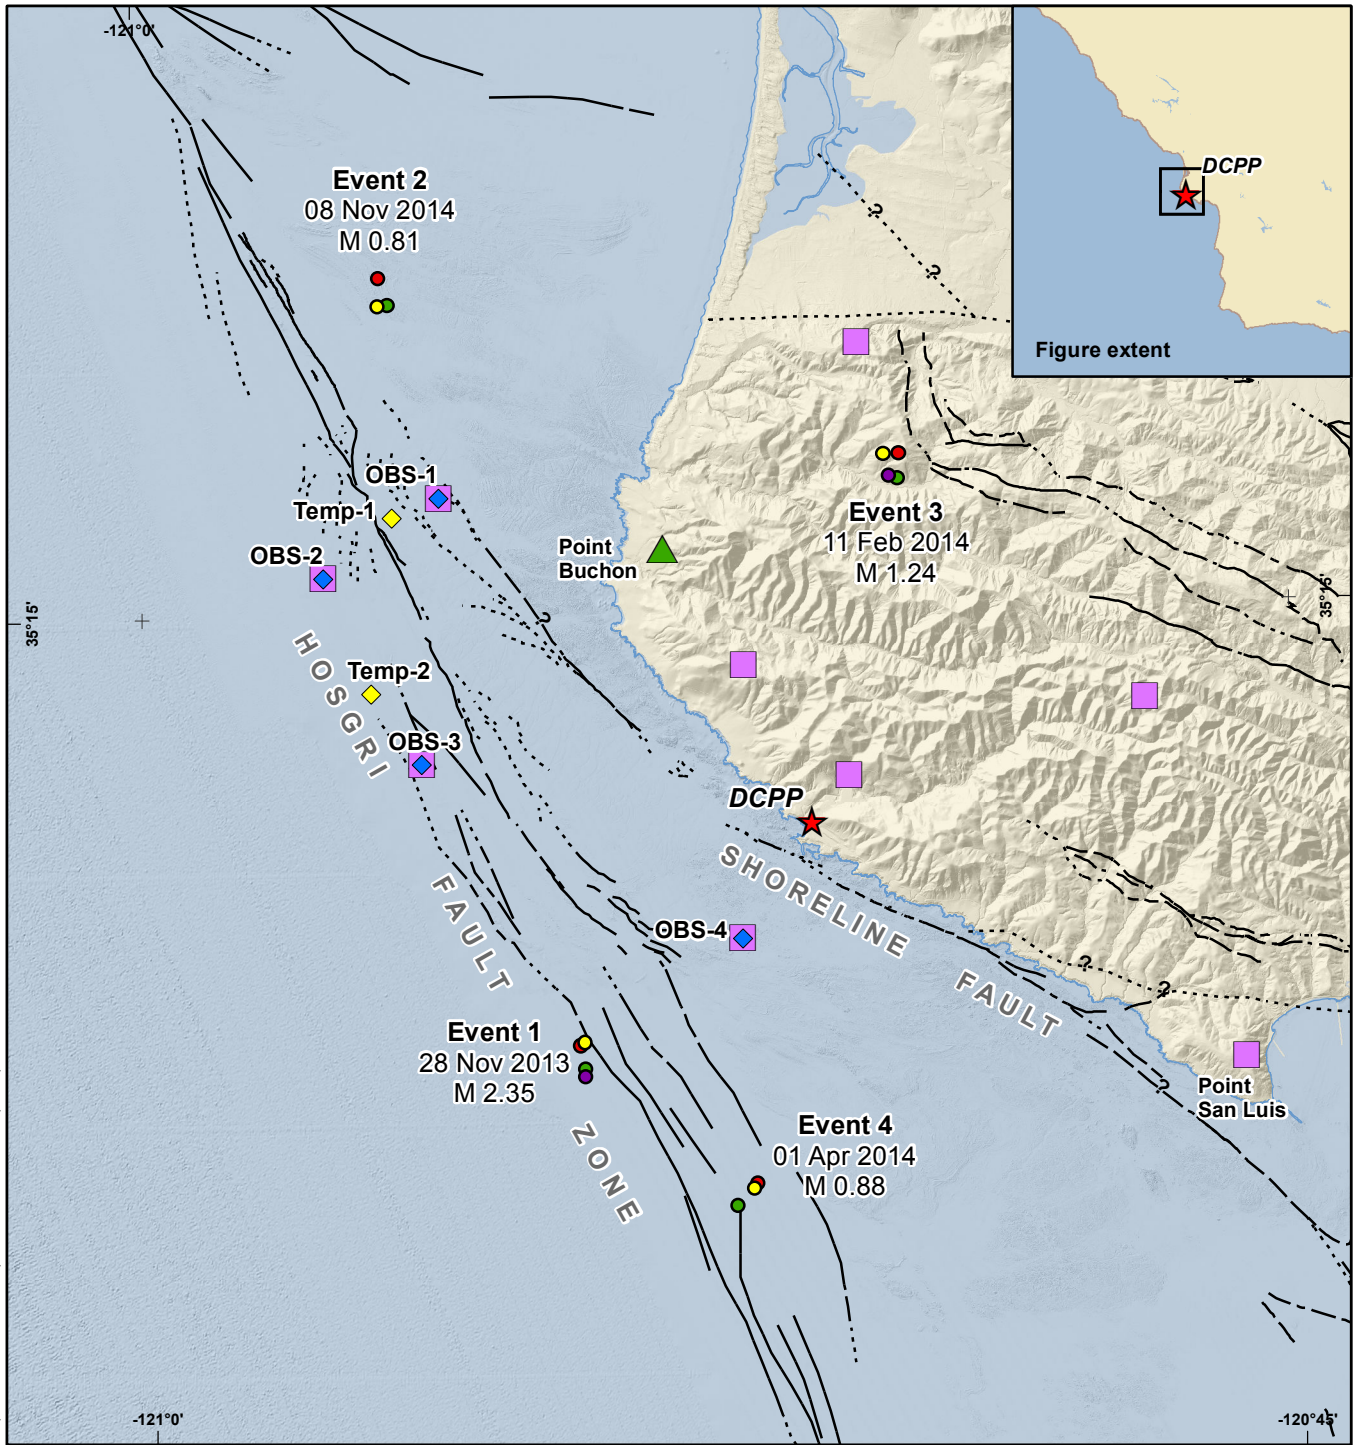 -121°0'
DCPP
Figure extent
Event 2
08 Nov 2014
M 0.81
?
?
OBS-1
Temp-1
OBS-2
Point
Buchon
Event 3
11 Feb 2014
M 1.24
35°15'
35°15'
?
Temp-2
OBS-3
HOSGRI
FAULT
ZONE
DCPP
SHORELINE
FAULT
OBS-4
?
?
?
?
Event 1
28 Nov 2013
M 2.35
Point
San Luis
Event 4
01 Apr 2014
M 0.88
-121°0'
-120°45'